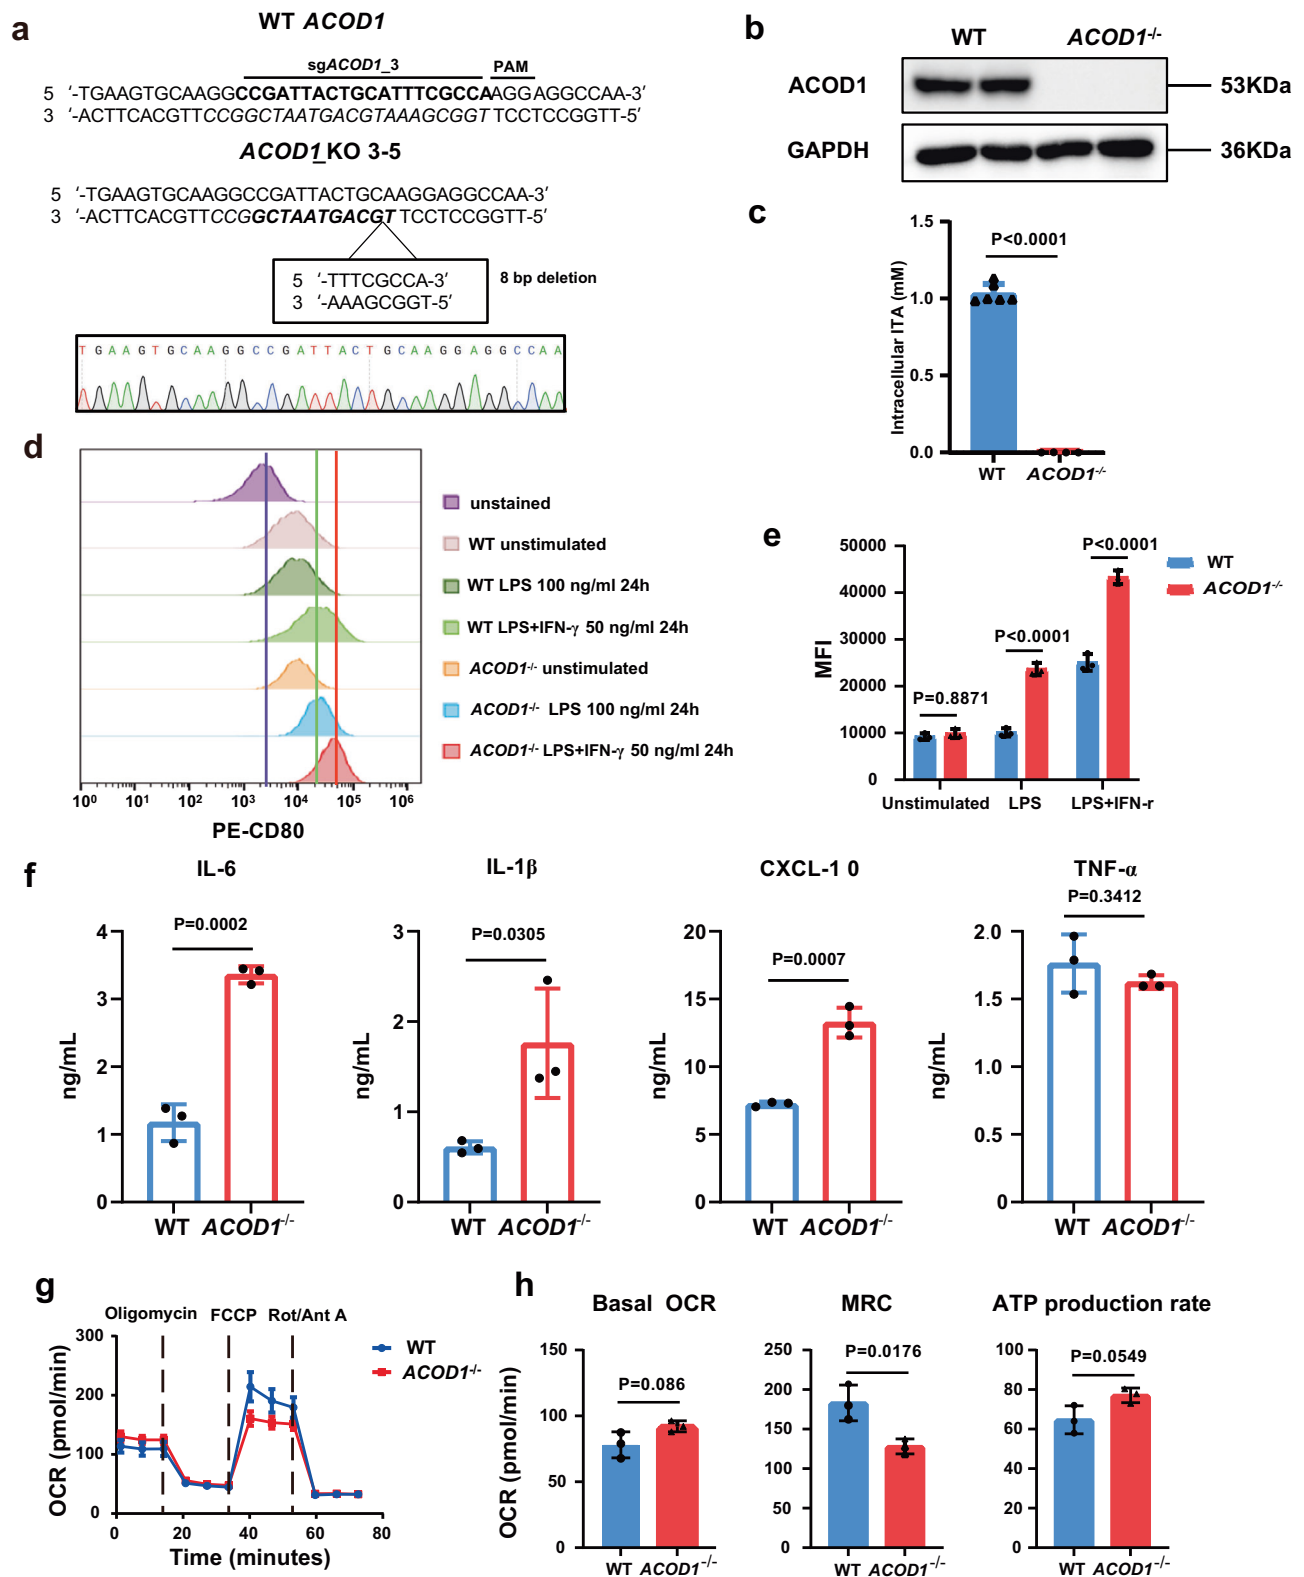 a
WT ACOD1
sgACOD1_3 PAM
5 '-TGAAGTGCAAGGCCGATTACTGCATTTCGCCAAGGAGGCCAA-3'
3 '-ACTTCACGTTCCGGCTAATGACGTAAAGCGGTTCCTCCGGTT-5'
ACOD1_KO 3-5
5 '-TGAAGTGCAAGGCCGATTACTGCAAGGAGGCCAA-3'
3 '-ACTTCACGTTCCGGCTAATGACGTTCCTCCGGTT-5'
5 '-TTTCGCCA-3'
3 '-AAAGCGGT-5'
8 bp deletion
T G A A G T G C A A G G C C G A T T A C T G C A A G G A G G C C A A
b
WT ACOD1-/-
ACOD1 53KDa
GAPDH 36KDa
c
Intracellular ITA (mM)
1.5
1.0
0.5
0.0
P<0.0001
WT ACOD1-/-
d
unstained
WT unstimulated
WT LPS 100 ng/ml 24h
WT LPS+IFN-γ 50 ng/ml 24h
ACOD1-/- unstimulated
ACOD1-/- LPS 100 ng/ml 24h
ACOD1-/- LPS+IFN-γ 50 ng/ml 24h
10⁰ 10¹ 10² 10³ 10⁴ 10⁵ 10⁶
PE-CD80
e
MFI
50000
40000
30000
20000
10000
0
P=0.8871
P<0.0001
P<0.0001
WT
ACOD1-/-
Unstimulated LPS LPS+IFN-r
f
IL-6
P=0.0002
ng/mL
4
3
2
1
0
WT ACOD1-/-
IL-1β
P=0.0305
ng/mL
3
2
1
0
WT ACOD1-/-
CXCL-1 0
P=0.0007
ng/mL
20
15
10
5
0
WT ACOD1-/-
TNF-α
P=0.3412
ng/mL
2.0
1.5
1.0
0.5
0
WT ACOD1-/-
g
Oligomycin FCCP Rot/Ant A
OCR (pmol/min)
300
200
100
0
0 20 40 60 80
Time (minutes)
WT
ACOD1-/-
h
Basal OCR
P=0.086
OCR (pmol/min)
150
100
50
0
WT ACOD1-/-
MRC
P=0.0176
250
200
150
100
50
0
WT ACOD1-/-
ATP production rate
P=0.0549
100
80
60
40
20
0
WT ACOD1-/-